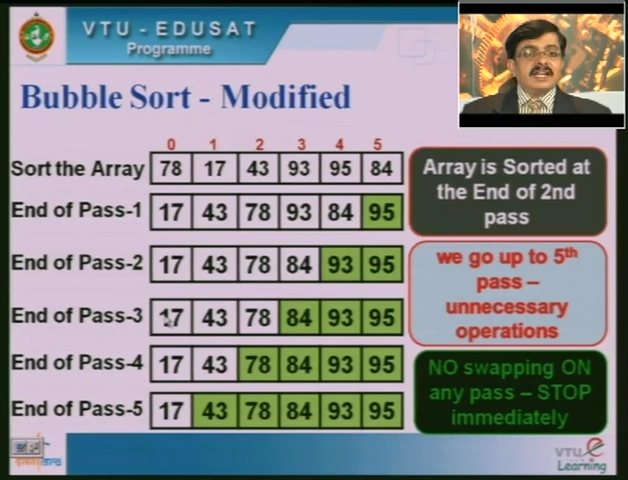 VTU - EDUSAT
Programme
Bubble Sort - Modified
0 1 2 3 4 5
Sort the Array 78 17 43 93 95 84
End of Pass-1 17 43 78 93 84 95
End of Pass-2 17 43 78 84 93 95
End of Pass-3 17 43 78 84 93 95
End of Pass-4 17 43 78 84 93 95
End of Pass-5 17 43 78 84 93 95
Array is Sorted at
the End of 2nd
pass
we go up to 5th
pass –
unnecessary
operations
NO swapping ON
any pass – STOP
immediately
VTU e
Learning